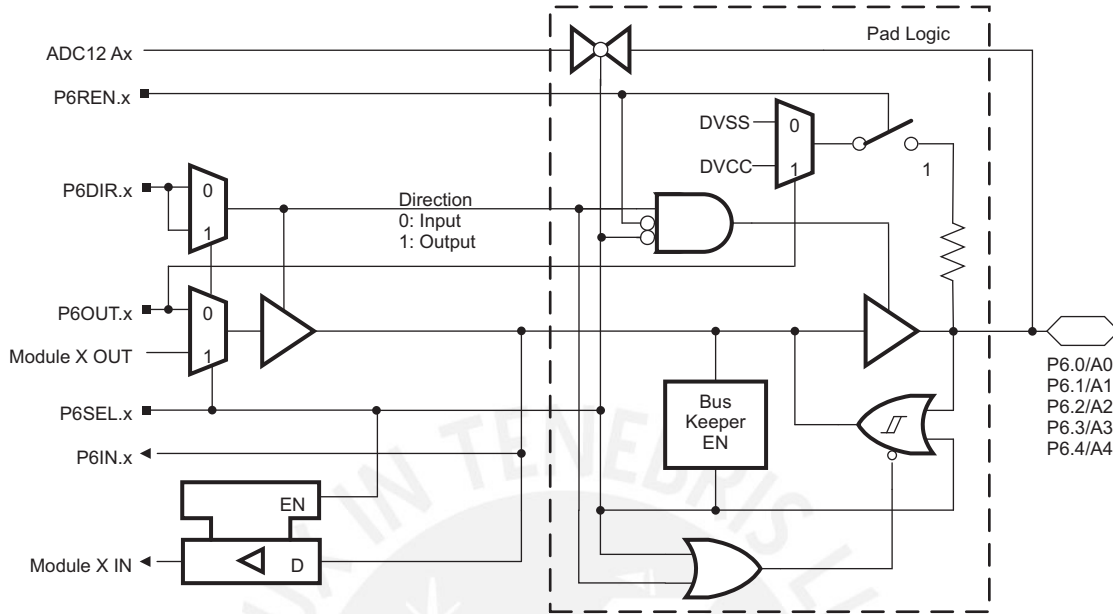 Pad Logic
ADC12 Ax
P6REN.x
DVSS
0
DVCC
1
1
P6DIR.x
0
1
Direction
0: Input
1: Output
P6OUT.x
0
Module X OUT
1
P6.0/A0
P6.1/A1
P6.2/A2
P6.3/A3
P6.4/A4
P6SEL.x
Bus
Keeper
EN
P6IN.x
EN
Module X IN
D
TENEBRIS